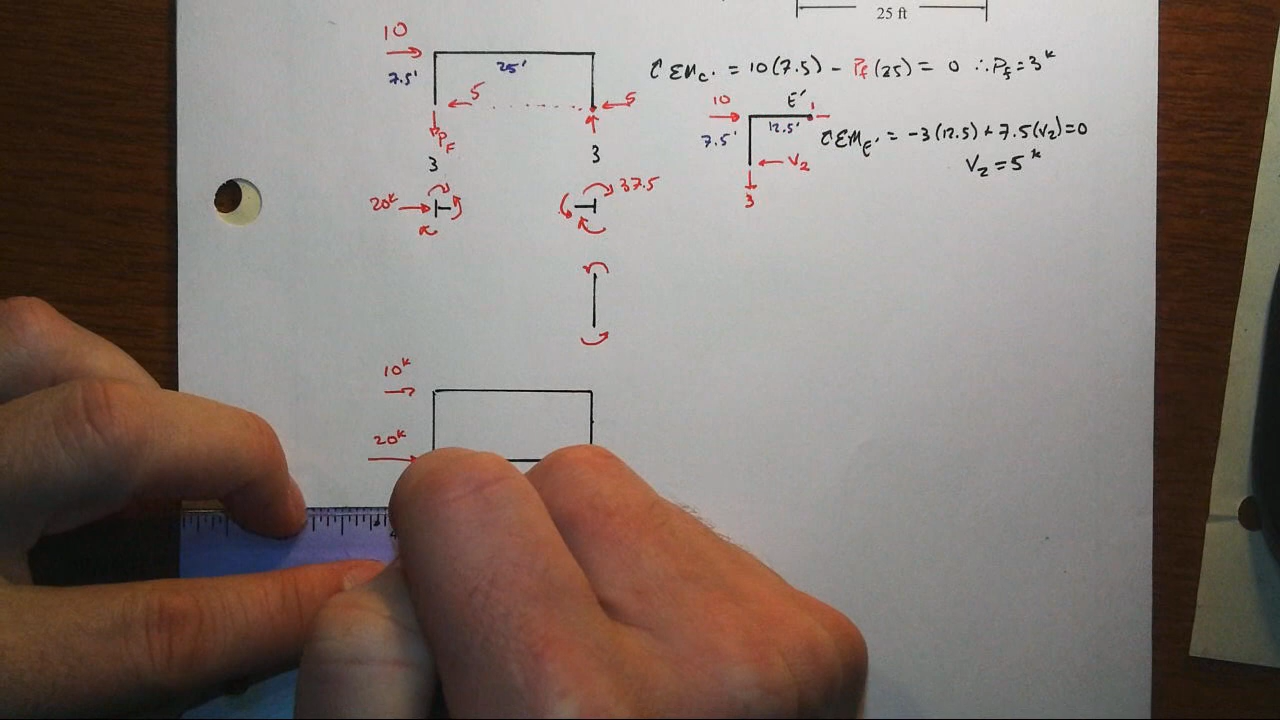 25 ft
10
7.5'
25'
5
5
P_F
3
3
↻ΣM_C' = 10(7.5) - P_f(25) = 0 ∴ P_f = 3^k
10
E'
7.5'
12.5'
V_2
3
↻ΣM_E' = -3(12.5) + 7.5(V_2) = 0
V_2 = 5^k
20^k
37.5
10^k
20^k